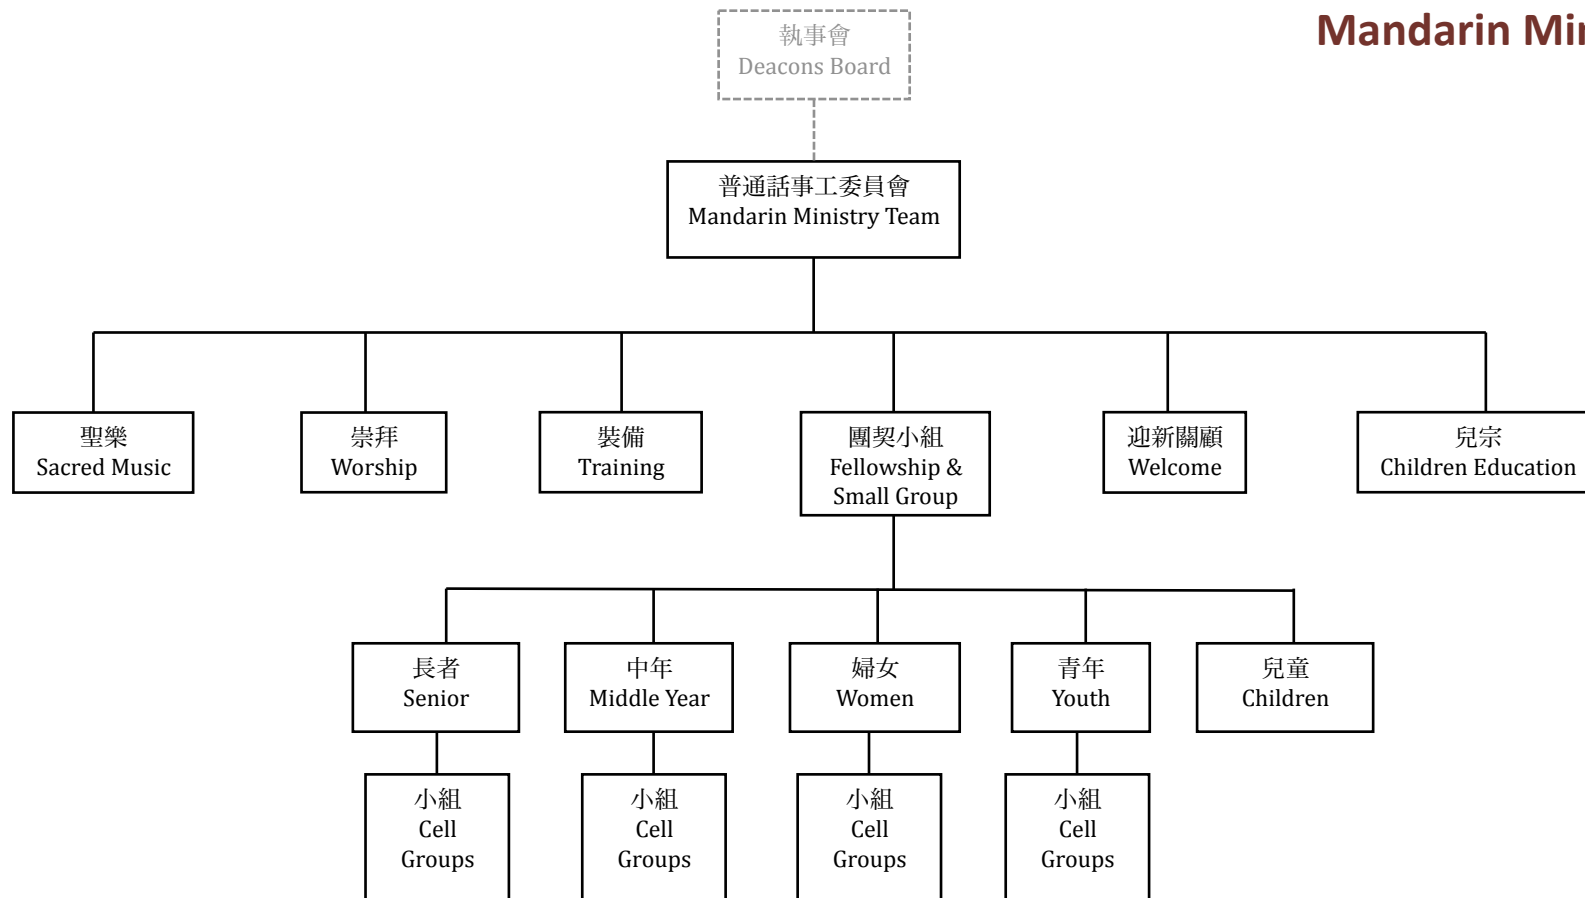 執事會
Deacons Board
Mandarin
普通話事工委員會
Mandarin Ministry Team
聖樂
Sacred Music
崇拜
Worship
裝備
Training
團契小組
Fellowship &
Small Group
迎新關顧
Welcome
兒宗
Children Education
長者
Senior
中年
Middle Year
婦女
Women
青年
Youth
兒童
Children
小組
Cell
Groups
小組
Cell
Groups
小組
Cell
Groups
小組
Cell
Groups